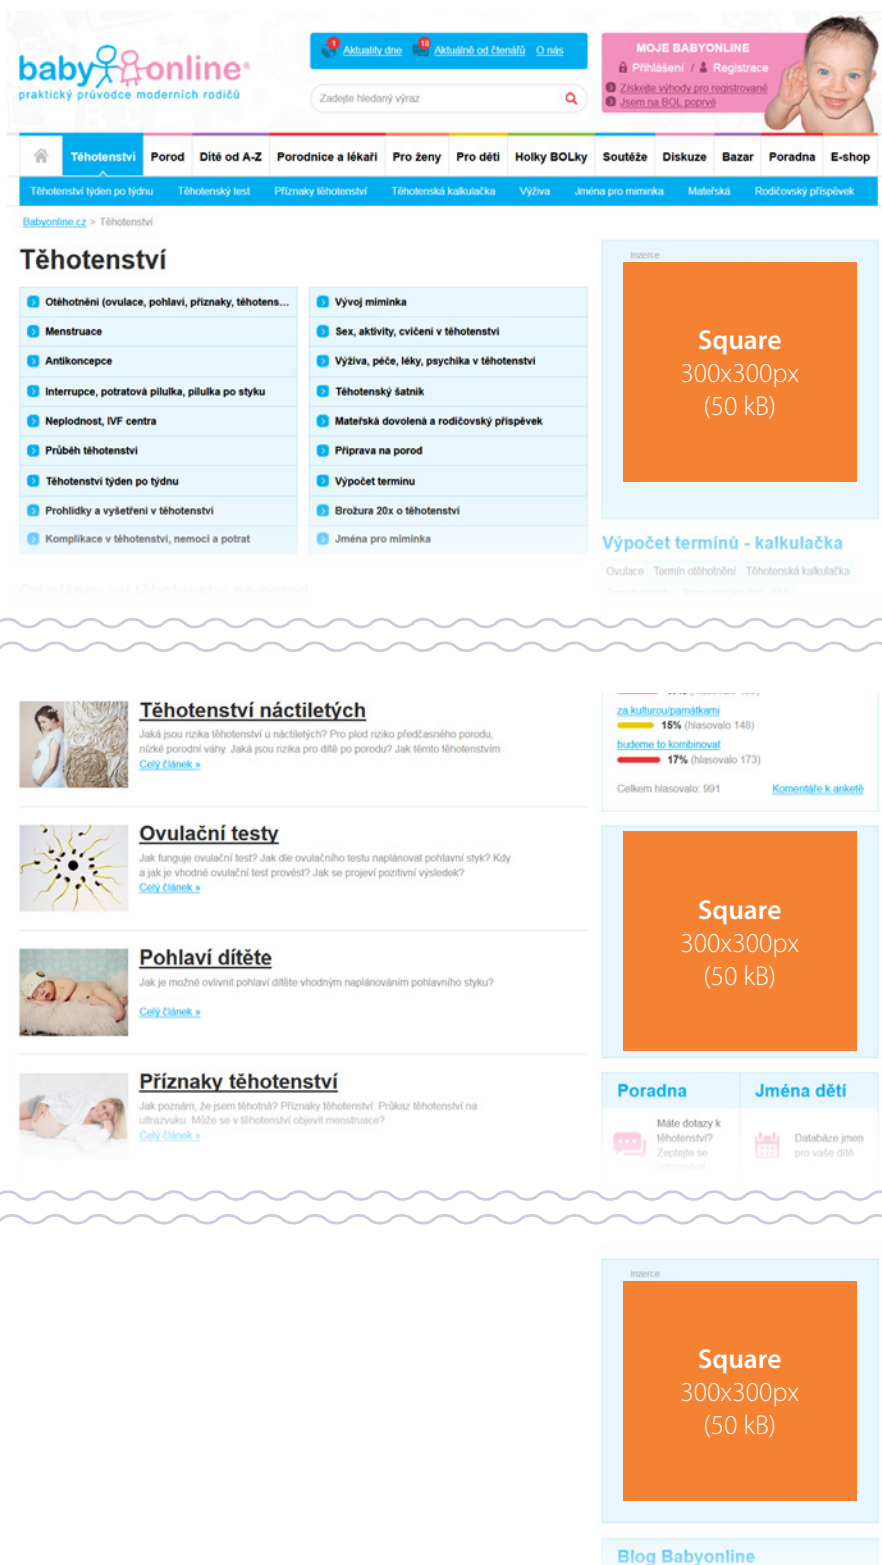 1
Aktuality dne
18
Aktuálně od čtenářů
O nás
MOJE BABYONLINE
Přihlášení / Registrace
Získejte výhody pro registrované
Jsem na BOL poprvé
babyonline
praktický průvodce moderních rodičů
Zadejte hledaný výraz
Těhotenství
Porod
Dítě od A-Z
Porodnice a lékaři
Pro ženy
Pro děti
Holky BOLky
Soutěže
Diskuze
Bazar
Poradna
E-shop
Těhotenství týden po týdnu
Těhotenský test
Příznaky těhotenství
Těhotenská kalkulačka
Výživa
Jména pro miminka
Mateřská
Rodičovský příspěvek
Babyonline.cz > Těhotenství
Těhotenství
Otěhotnění (ovulace, pohlaví, příznaky, těhotens...
Menstruace
Antikoncepce
Interrupce, potratová pilulka, pilulka po styku
Neplodnost, IVF centra
Průběh těhotenství
Těhotenství týden po týdnu
Prohlídky a vyšetření v těhotenství
Komplikace v těhotenství, nemoci a potrat
Vývoj miminka
Sex, aktivity, cvičení v těhotenství
Výživa, péče, léky, psychika v těhotenství
Těhotenský šatník
Mateřská dovolená a rodičovský příspěvek
Příprava na porod
Výpočet termínu
Brožura 20x o těhotenství
Jména pro miminka
Inzerce
Square
300x300px
(50 kB)
Výpočet termínů - kalkulačka
Ovulace
Termín otěhotnění
Těhotenská kalkulačka
Od plánování těhotenství po porod
Těhotenství náctiletých
Jaká jsou rizika těhotenství u náctiletých? Pro plod riziko předčasného porodu,
nízké porodní váhy. Jaká jsou rizika pro dítě po porodu? Jak těmto těhotenstvím
Celý článek »
Ovulační testy
Jak funguje ovulační test? Jak dle ovulačního testu naplánovat pohlavní styk? Kdy
a jak je vhodné ovulační test provést? Jak se projeví pozitivní výsledek?
Celý článek »
Pohlaví dítěte
Jak je možné ovlivnit pohlaví dítěte vhodným naplánováním pohlavního styku?
Celý článek »
Příznaky těhotenství
Jak poznám, že jsem těhotná? Příznaky těhotenství. Průkaz těhotenství na
ultrazvuku. Může se v těhotenství objevit menstruace?
Celý článek »
za kulturou/památkami
15% (hlasovalo 148)
budeme to kombinovat
17% (hlasovalo 173)
Celkem hlasovalo: 991
Komentáře k anketě
Square
300x300px
(50 kB)
Poradna
Máte dotazy k
těhotenství?
Zeptejte se
Jména dětí
Databáze jmen
pro vaše dítě
Inzerce
Square
300x300px
(50 kB)
Blog Babyonline